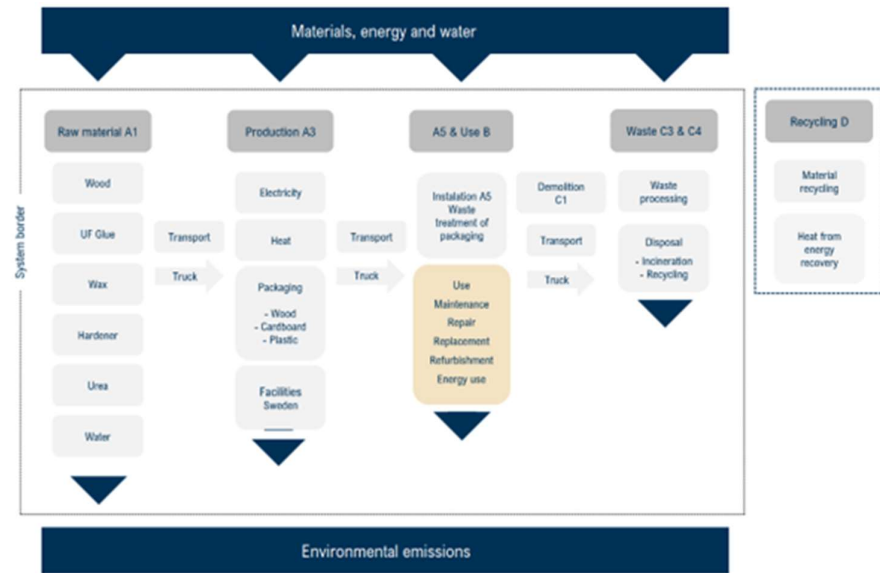 Materials, energy and water
System border
Raw material A1
Wood
UF Glue
Wax
Hardener
Urea
Water
Transport
Truck
Production A3
Electricity
Heat
Packaging
- Wood
- Cardboard
- Plastic
Facilities
Sweden
Transport
Truck
A5 & Use B
Instalation A5
Waste
treatment of
packaging
Use
Maintenance
Repair
Replacement
Refurbishment
Energy use
Demolition
C1
Transport
Truck
Waste C3 & C4
Waste
processing
Disposal
- Incineration
- Recycling
Recycling D
Material
recycling
Heat from
energy
recovery
Environmental emissions